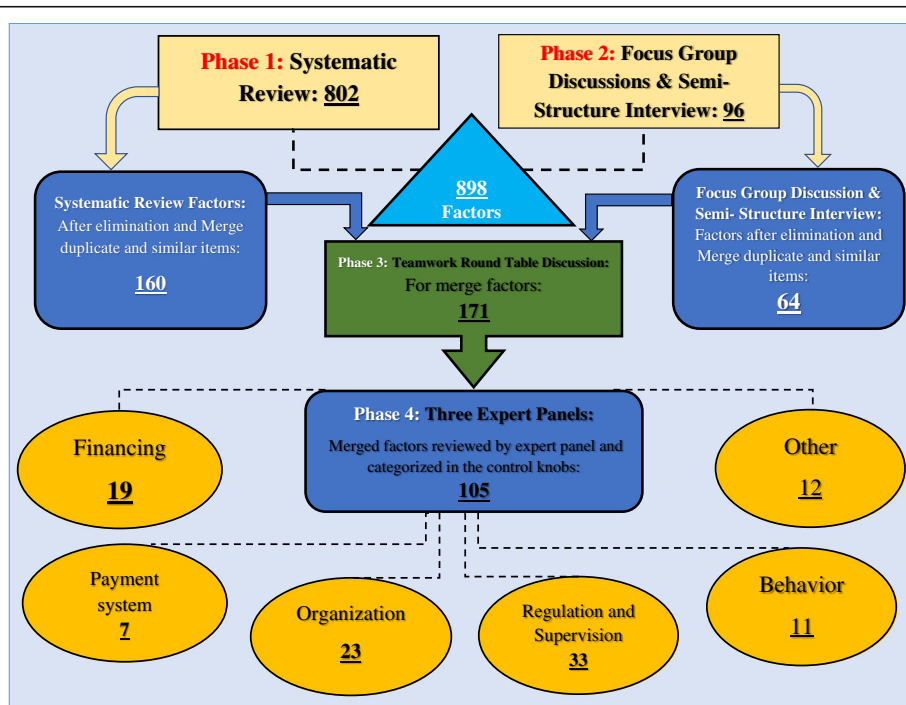 Phase 1: Systematic
Review: 802
Phase 2: Focus Group
Discussions & Semi-
Structure Interview: 96
898
Factors
Systematic Review Factors:
After elimination and Merge
duplicate and similar items:
160
Focus Group Discussion &
Semi- Structure Interview:
Factors after elimination and
Merge duplicate and similar
items:
64
Phase 3: Teamwork Round Table Discussion:
For merge factors:
171
Phase 4: Three Expert Panels:
Merged factors reviewed by expert panel and
categorized in the control knobs:
105
Financing
19
Other
12
Payment
system
7
Organization
23
Regulation and
Supervision
33
Behavior
11